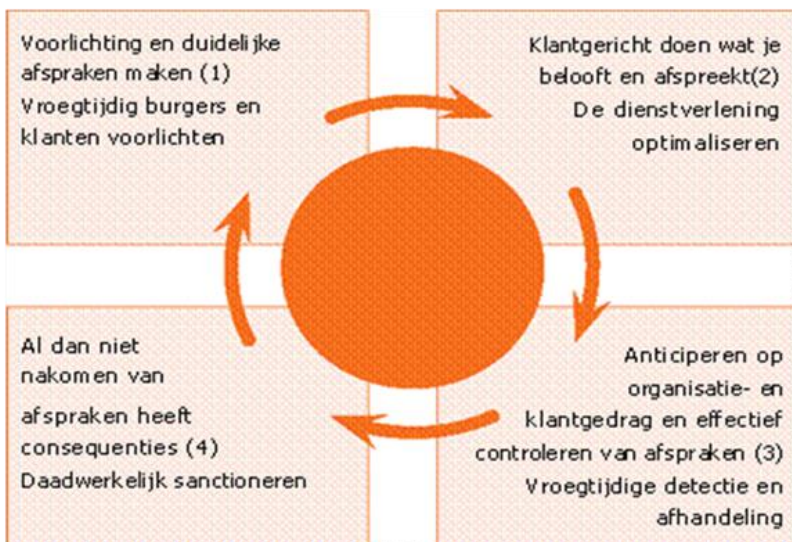 Voorlichting en duidelijke
afspraken maken (1)
Vroegtijdig burgers en
klanten voorlichten
Klantgericht doen wat je
belooft en afspreekt(2)
De dienstverlening
optimaliseren
Anticiperen op
organisatie- en
klantgedrag en effectief
controleren van afspraken (3)
Vroegtijdige detectie en
afhandeling
Al dan niet
nakomen van
afspraken heeft
consequenties (4)
Daadwerkelijk sanctioneren